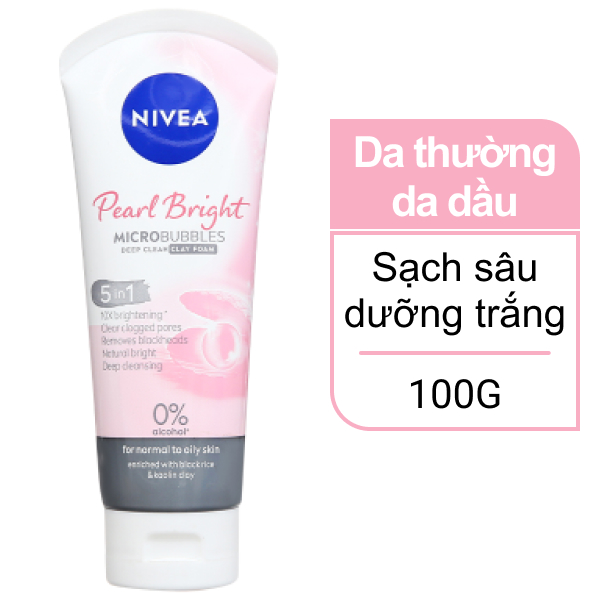 NIVEA
Pearl Bright
MICROBUBBLES
DEEP CLEAR CLAY FOAM
5 in 1
10X brightening*
Clear clogged pores
Removes blackheads
Natural bright
Deep cleansing
0%
alcohol*
for normal to oily skin
enriched with black rice
& kaolin clay
Da thường
da dầu
Sạch sâu
dưỡng trắng
100G